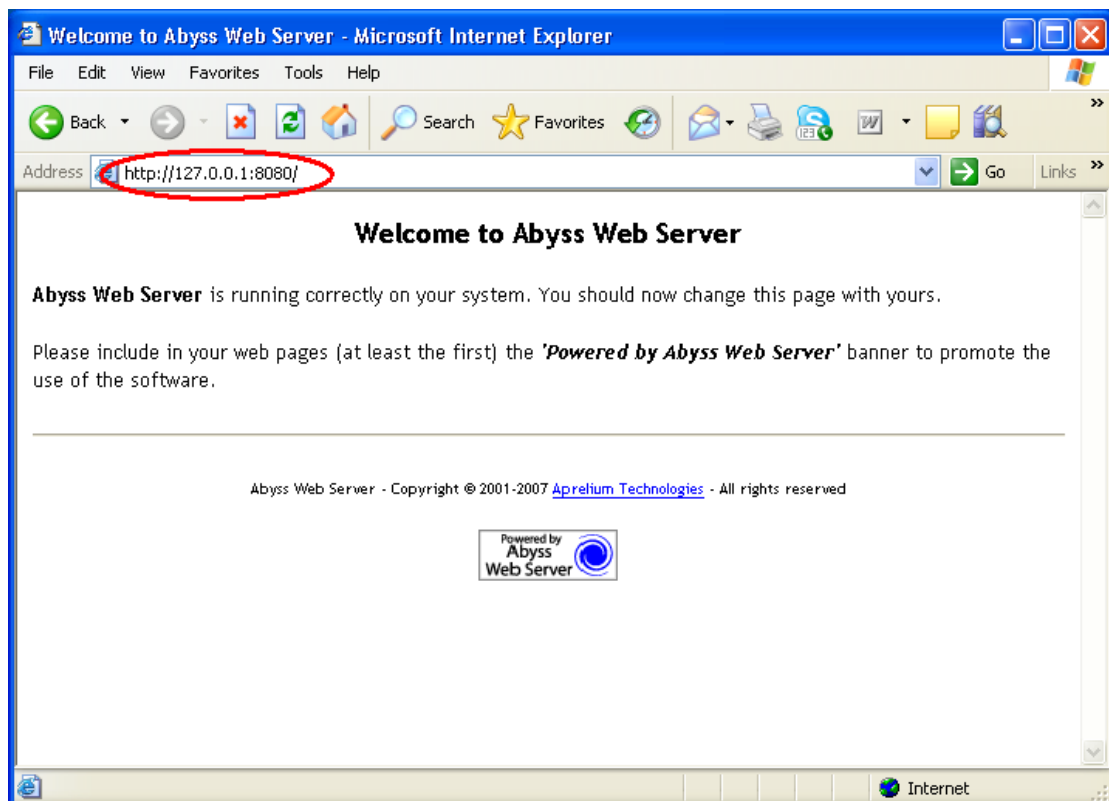 Welcome to Abyss Web Server - Microsoft Internet Explorer
File Edit View Favorites Tools Help
Back Search Favorites 123 W »
Address http://127.0.0.1:8080/ Go Links »
Welcome to Abyss Web Server
Abyss Web Server is running correctly on your system. You should now change this page with yours.
Please include in your web pages (at least the first) the 'Powered by Abyss Web Server' banner to promote the
use of the software.
Abyss Web Server - Copyright © 2001-2007 Aprelium Technologies - All rights reserved
Powered by
Abyss
Web Server
Internet